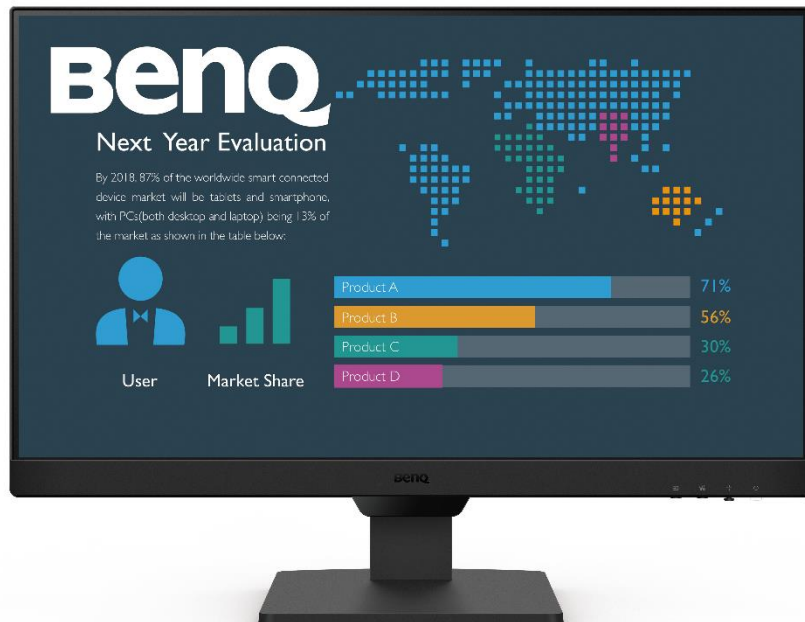 BenQ
Next Year Evaluation
By 2018, 87% of the worldwide smart connected
device market will be tablets and smartphone,
with PCs(both desktop and laptop) being 13% of
the market as shown in the table below:
User
Market Share
Product A 71%
Product B 56%
Product C 30%
Product D 26%
BenQ